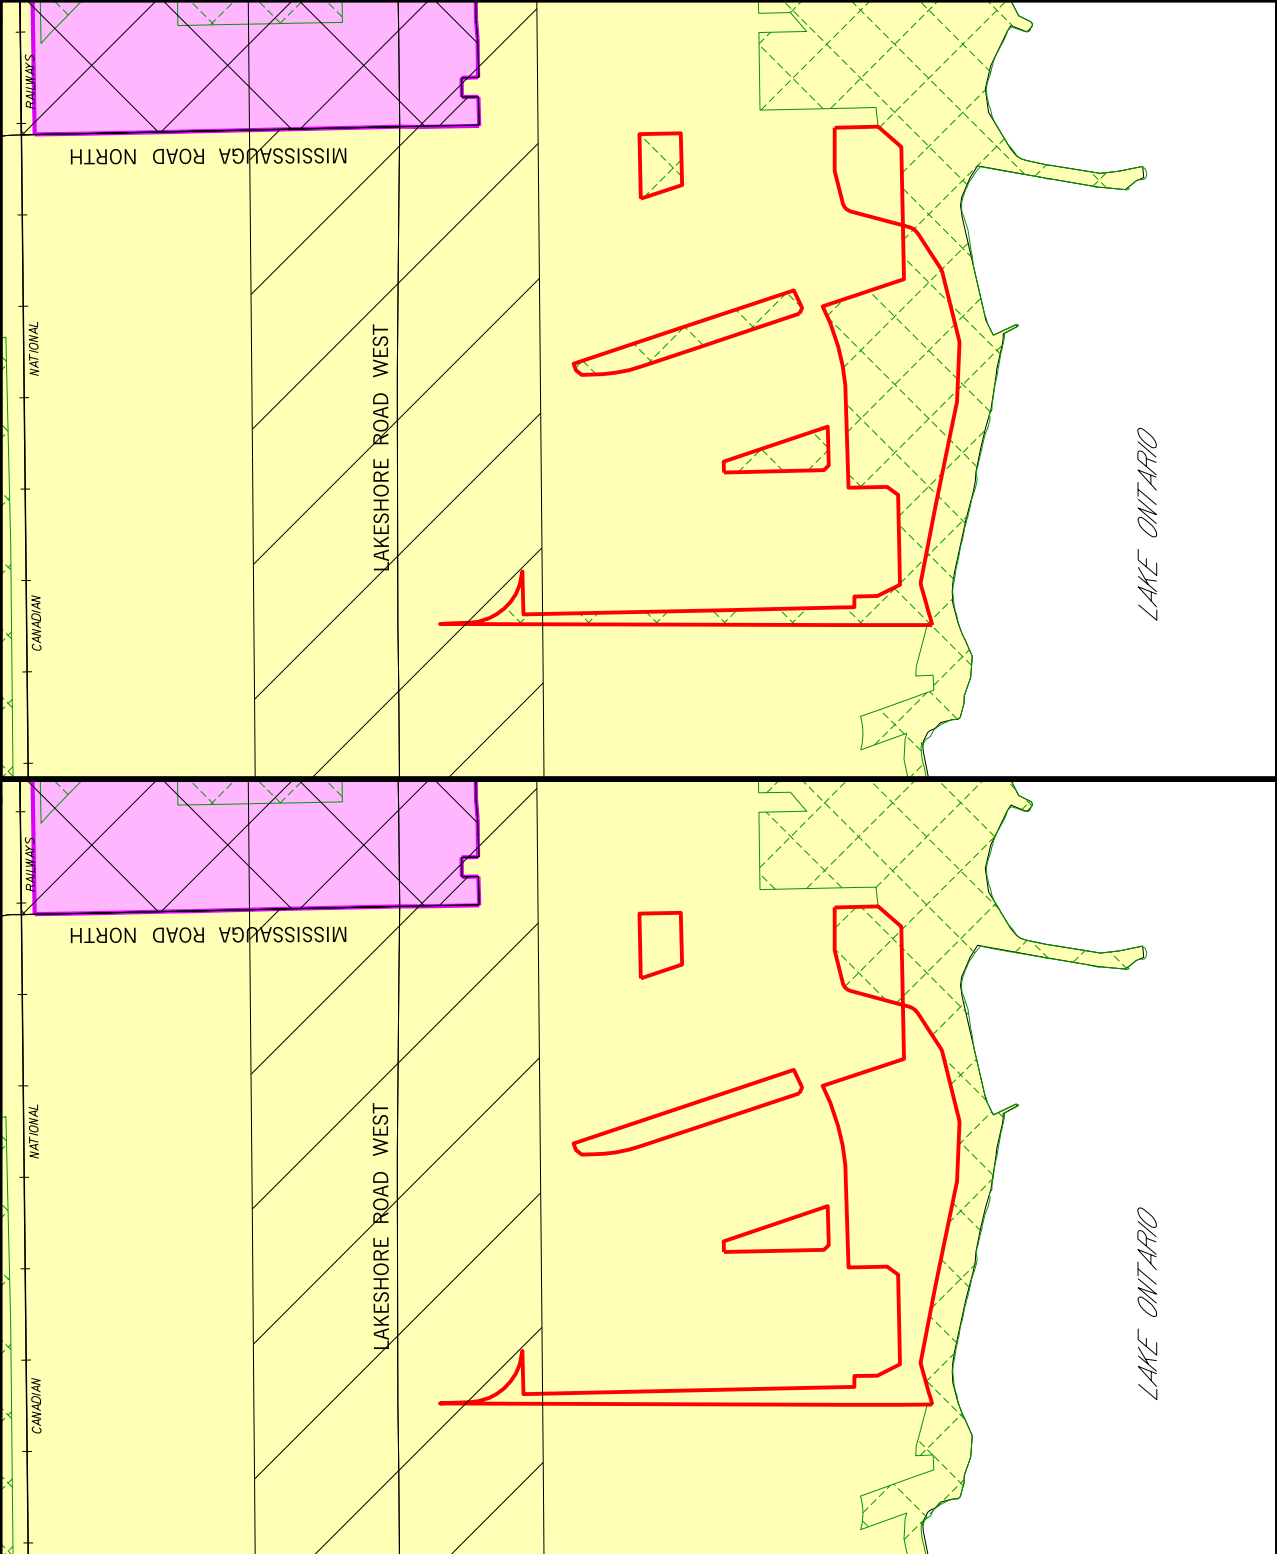 RAILWAYS
MISSISSAUGA ROAD NORTH
NATIONAL
LAKESHORE ROAD WEST
LAKE ONTARIO
CANADIAN
RAILWAYS
MISSISSAUGA ROAD NORTH
NATIONAL
LAKESHORE ROAD WEST
LAKE ONTARIO
CANADIAN